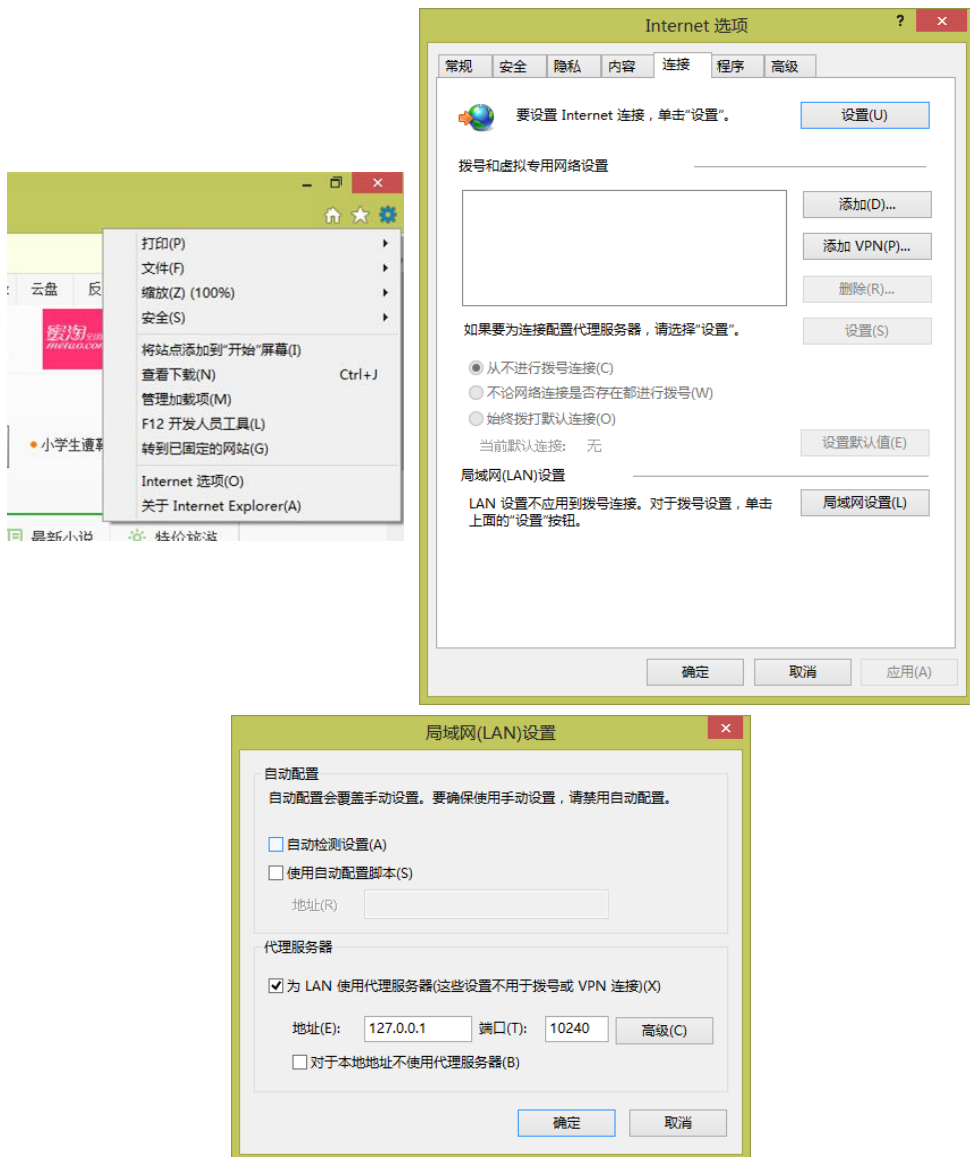 打印(P)
文件(F)
缩放(Z) (100%)
安全(S)
将站点添加到"开始"屏幕(I)
查看下载(N) Ctrl+J
管理加载项(M)
F12 开发人员工具(L)
转到已固定的网站(G)
Internet 选项(O)
关于 Internet Explorer(A)
云盘 反
蜜淘
metao.co
小学生遭
最新小说 特价旅游
Internet 选项
常规 安全 隐私 内容 连接 程序 高级
要设置 Internet 连接，单击"设置"。 设置(U)
拨号和虚拟专用网络设置
添加(D)...
添加 VPN(P)...
删除(R)...
如果要为连接配置代理服务器，请选择"设置"。 设置(S)
从不进行拨号连接(C)
不论网络连接是否存在都进行拨号(W)
始终拨打默认连接(O)
当前默认连接: 无 设置默认值(E)
局域网(LAN)设置
LAN 设置不应用到拨号连接。对于拨号设置，单击 局域网设置(L)
上面的"设置"按钮。
确定 取消 应用(A)
局域网(LAN)设置
自动配置
自动配置会覆盖手动设置。要确保使用手动设置，请禁用自动配置。
自动检测设置(A)
使用自动配置脚本(S)
地址(R)
代理服务器
为 LAN 使用代理服务器(这些设置不用于拨号或 VPN 连接)(X)
地址(E): 127.0.0.1 端口(T): 10240 高级(C)
对于本地地址不使用代理服务器(B)
确定 取消